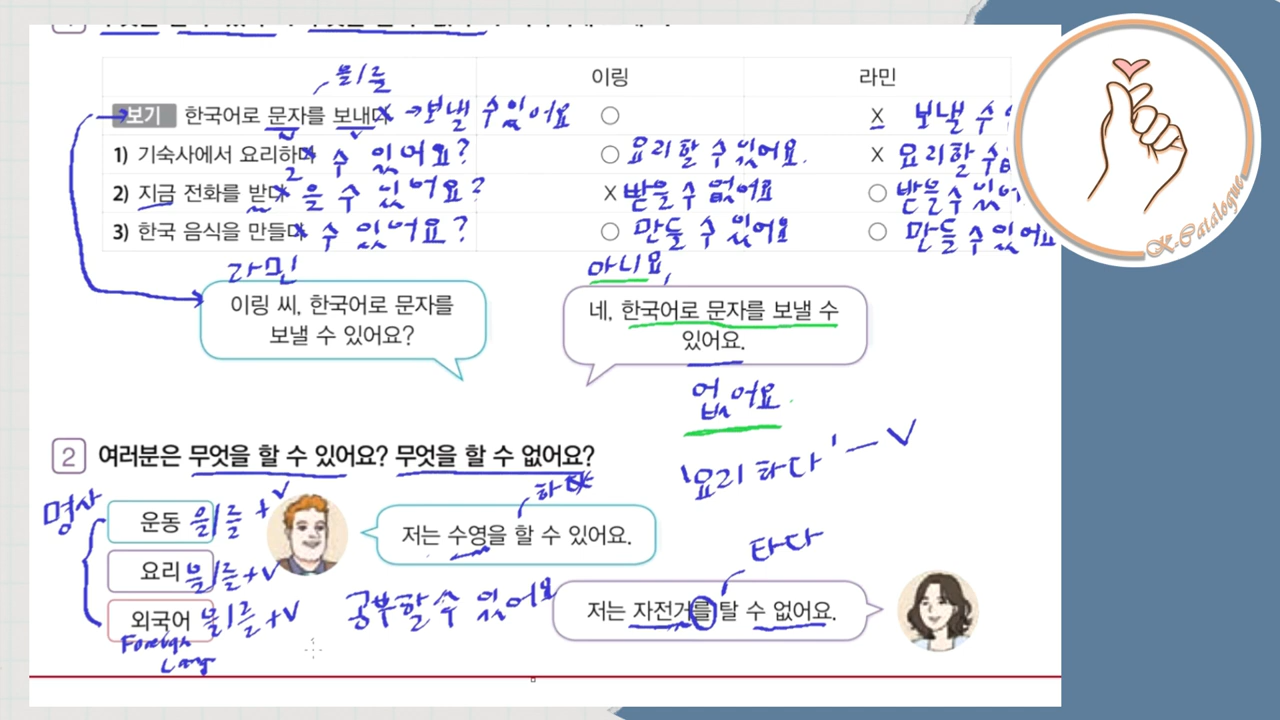 을/를
이링 라민
보기 한국어로 문자를 보내다 → 보낼 수 있어요 ○ X 보낼 수
1) 기숙사에서 요리하다 수 있어요? ○ 요리할 수 있어요. X 요리할 수
2) 지금 전화를 받다 을 수 있어요? X 받을 수 없어요 ○ 받을 수 있어
3) 한국 음식을 만들다 수 있어요? ○ 만들 수 있어요 ○ 만들 수 있어요
라민
아니요,
이링 씨, 한국어로 문자를
보낼 수 있어요?
네, 한국어로 문자를 보낼 수
있어요.
없어요.
'요리하다' - V
2 여러분은 무엇을 할 수 있어요? 무엇을 할 수 없어요?
명사
운동 을/를 + V
요리 을/를 + V
외국어 을/를 + V
Foreign
하다
저는 수영을 할 수 있어요.
공부할 수 있어요
타다
저는 자전거를 탈 수 없어요.
K-Catalogue